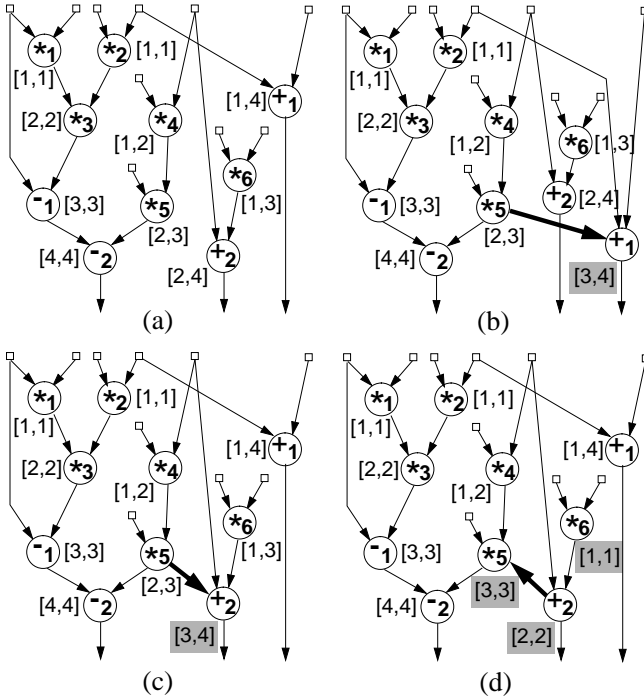 *1 *2 [1,1]
[1,1] [1,4] +1
[2,2] *3 *4
[1,2] *6
-1 [3,3] *5 [1,3]
[2,3]
[4,4] -2 +2
[2,4]
(a)
*1 *2 [1,1]
[1,1]
[2,2] *3 *4
[1,2] *6 [1,3]
-1 [3,3] *5 +2 [2,4]
[2,3]
[4,4] -2 +1
[3,4]
(b)
*1 *2 [1,1]
[1,1] [1,4] +1
[2,2] *3 *4
[1,2] *6
-1 [3,3] *5 [1,3]
[2,3]
[4,4] -2 +2
[3,4]
(c)
*1 *2 [1,1]
[1,1] [1,4] +1
[2,2] *3 *4
[1,2] *6
-1 [3,3] *5 [1,1]
[3,3]
[4,4] -2 +2
[2,2]
(d)